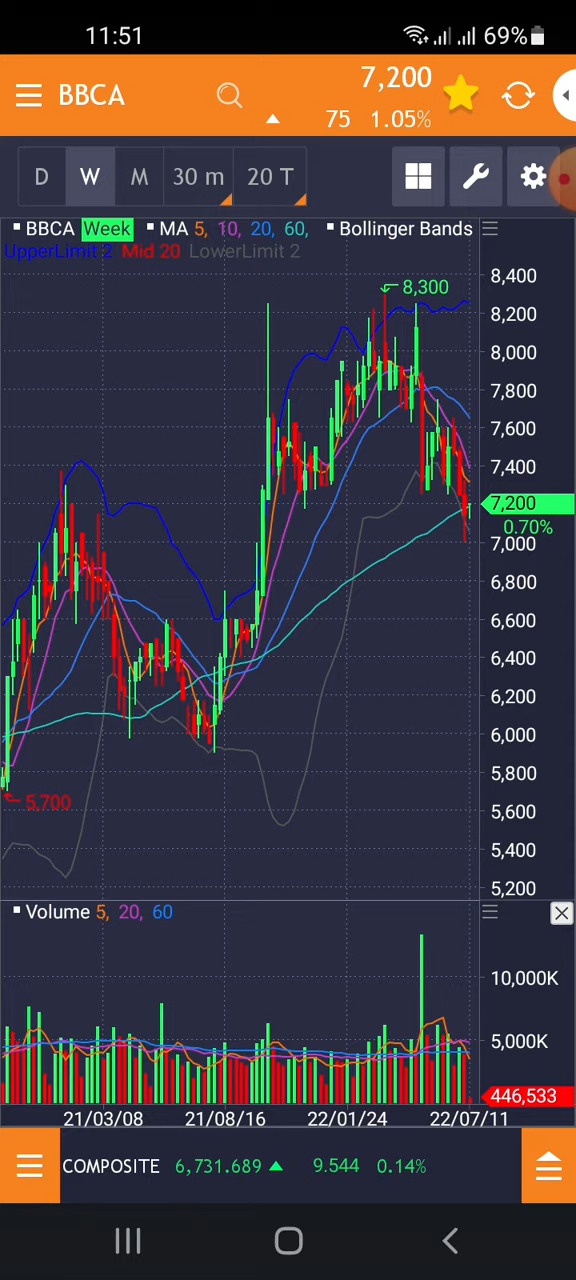 11:51 69%
BBCA 7,200
75 1.05%
D W M 30 m 20 T
BBCA Week MA 5, 10, 20, 60, Bollinger Bands
UpperLimit 2 Mid 20 LowerLimit 2
8,400
8,300
8,200
8,000
7,800
7,600
7,400
7,200
0.70%
7,000
6,800
6,600
6,400
6,200
6,000
5,800
5,700
5,600
5,400
5,200
Volume 5, 20, 60
10,000K
5,000K
446,533
21/03/08 21/08/16 22/01/24 22/07/11
COMPOSITE 6,731.689 9.544 0.14%